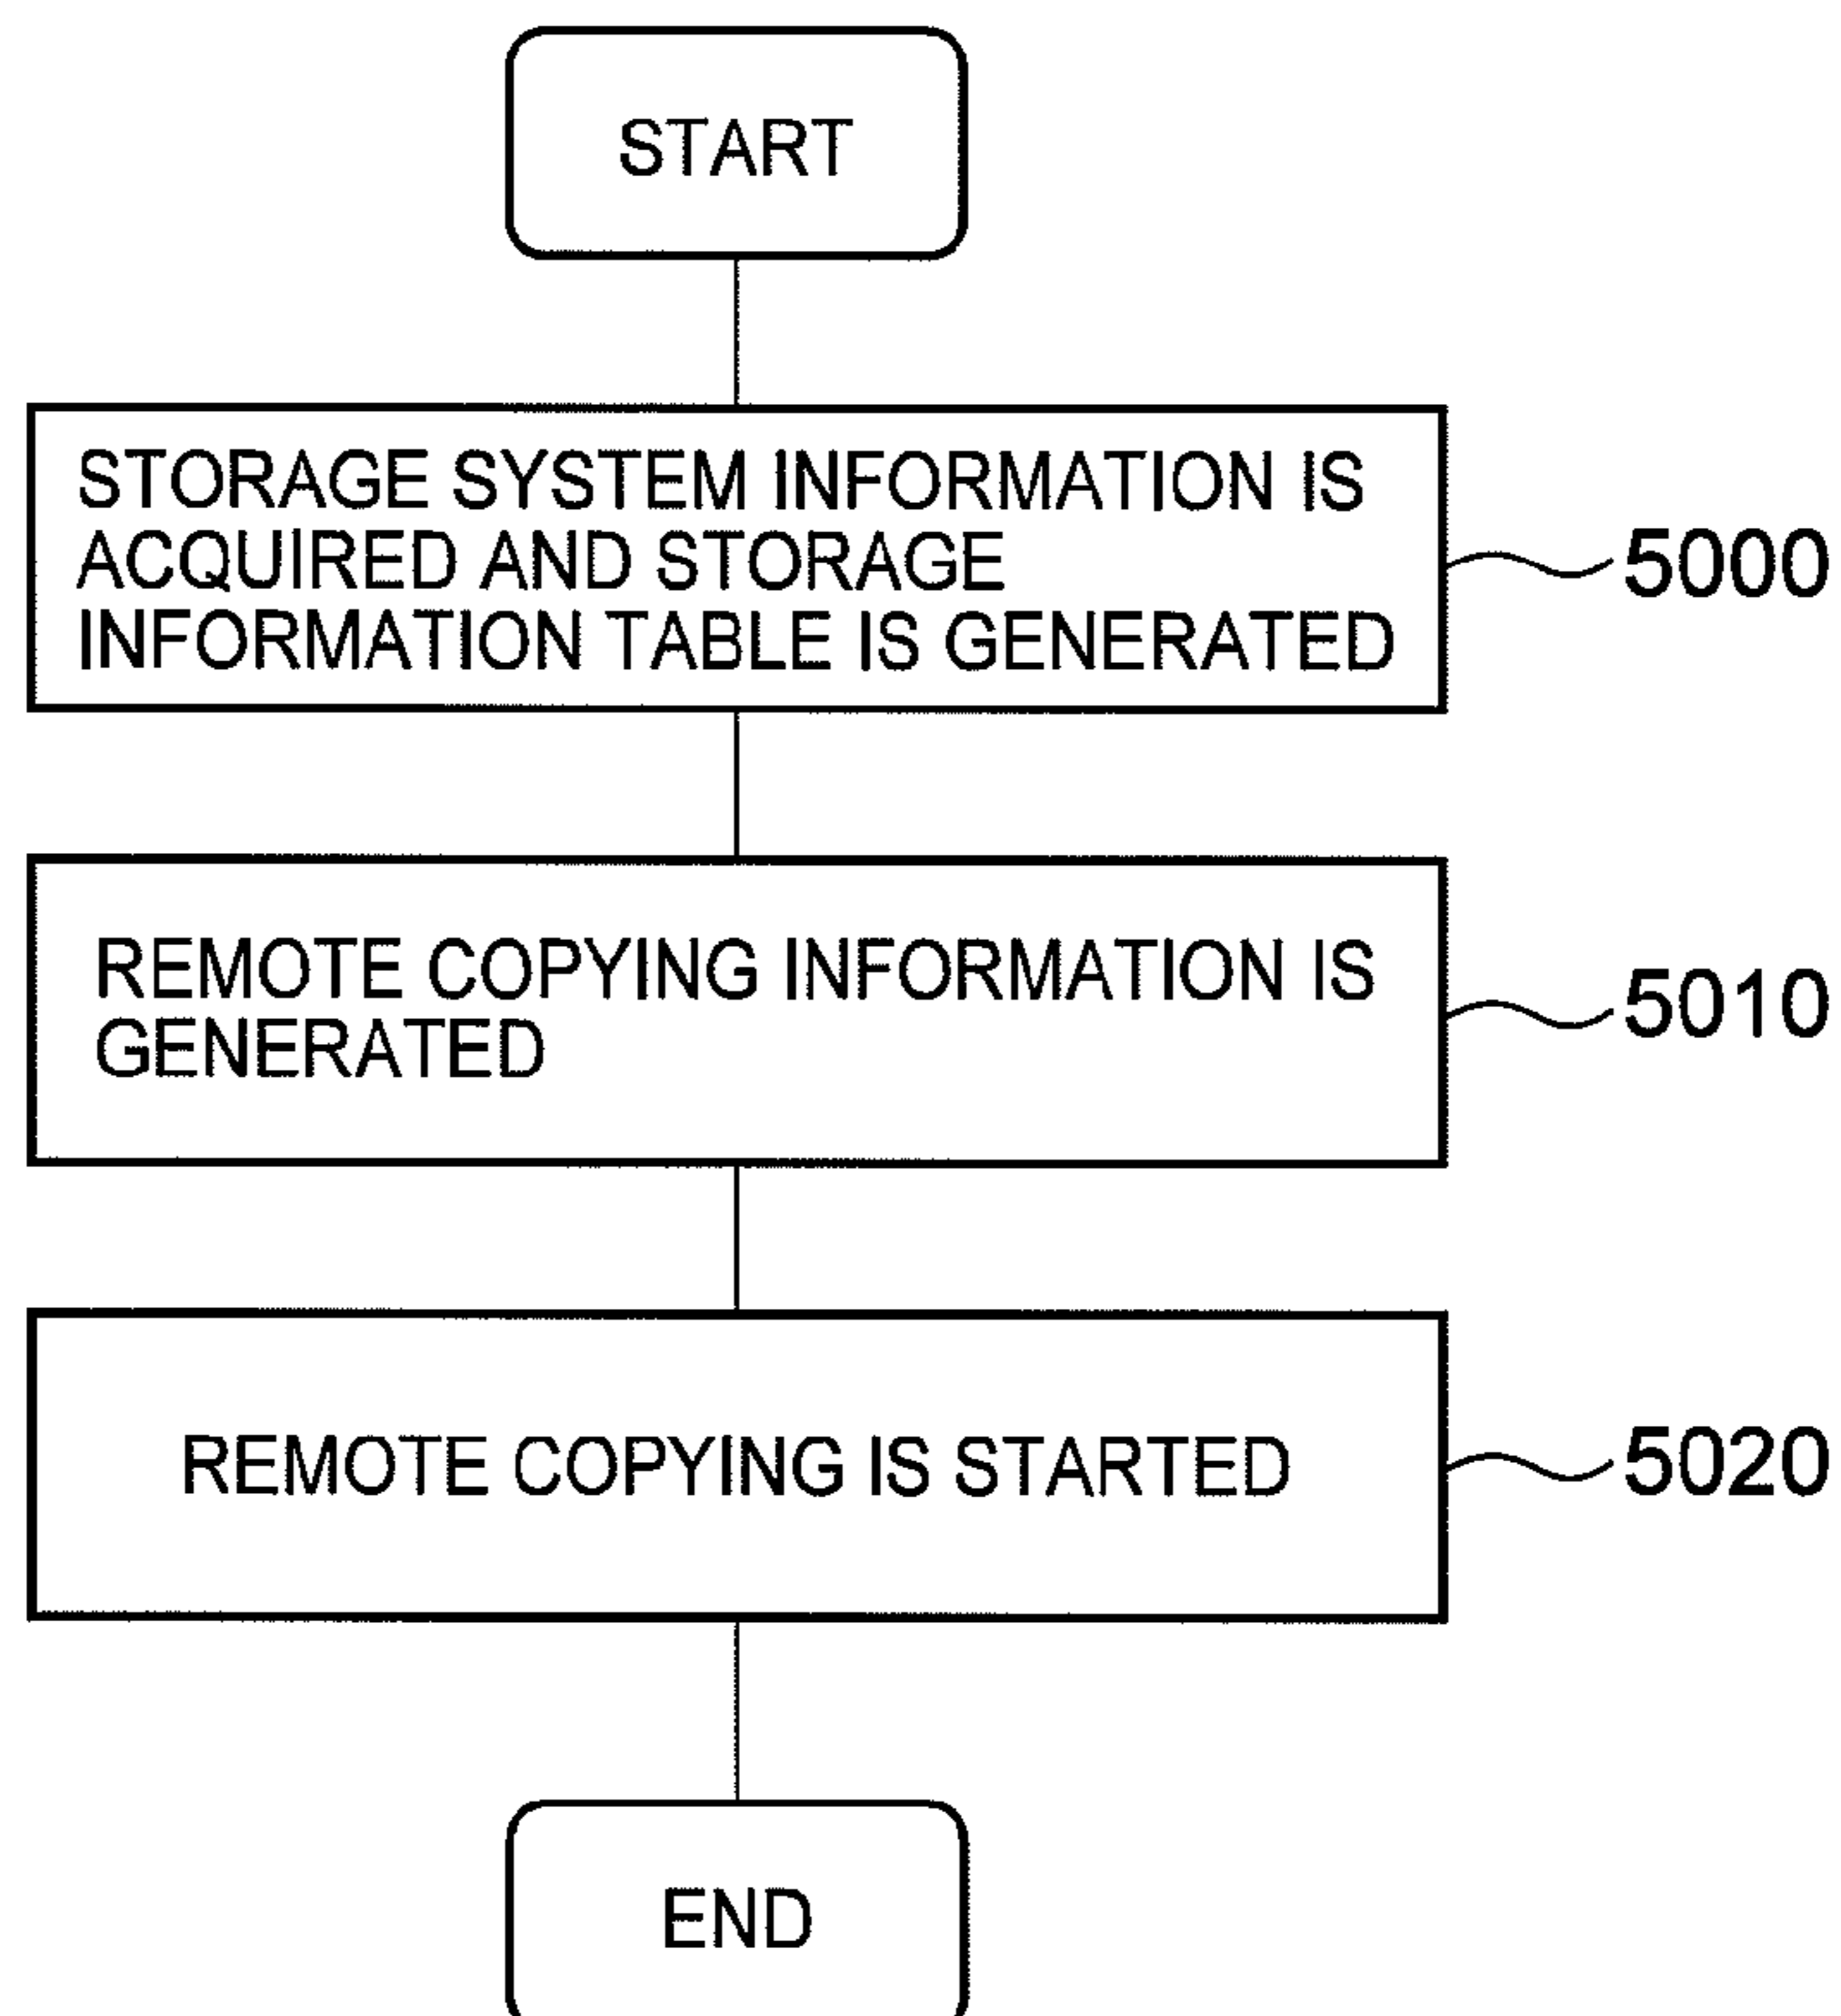 START
STORAGE SYSTEM INFORMATION IS
ACQUIRED AND STORAGE
INFORMATION TABLE IS GENERATED
5000
REMOTE COPYING INFORMATION IS
GENERATED
5010
REMOTE COPYING IS STARTED
5020
END